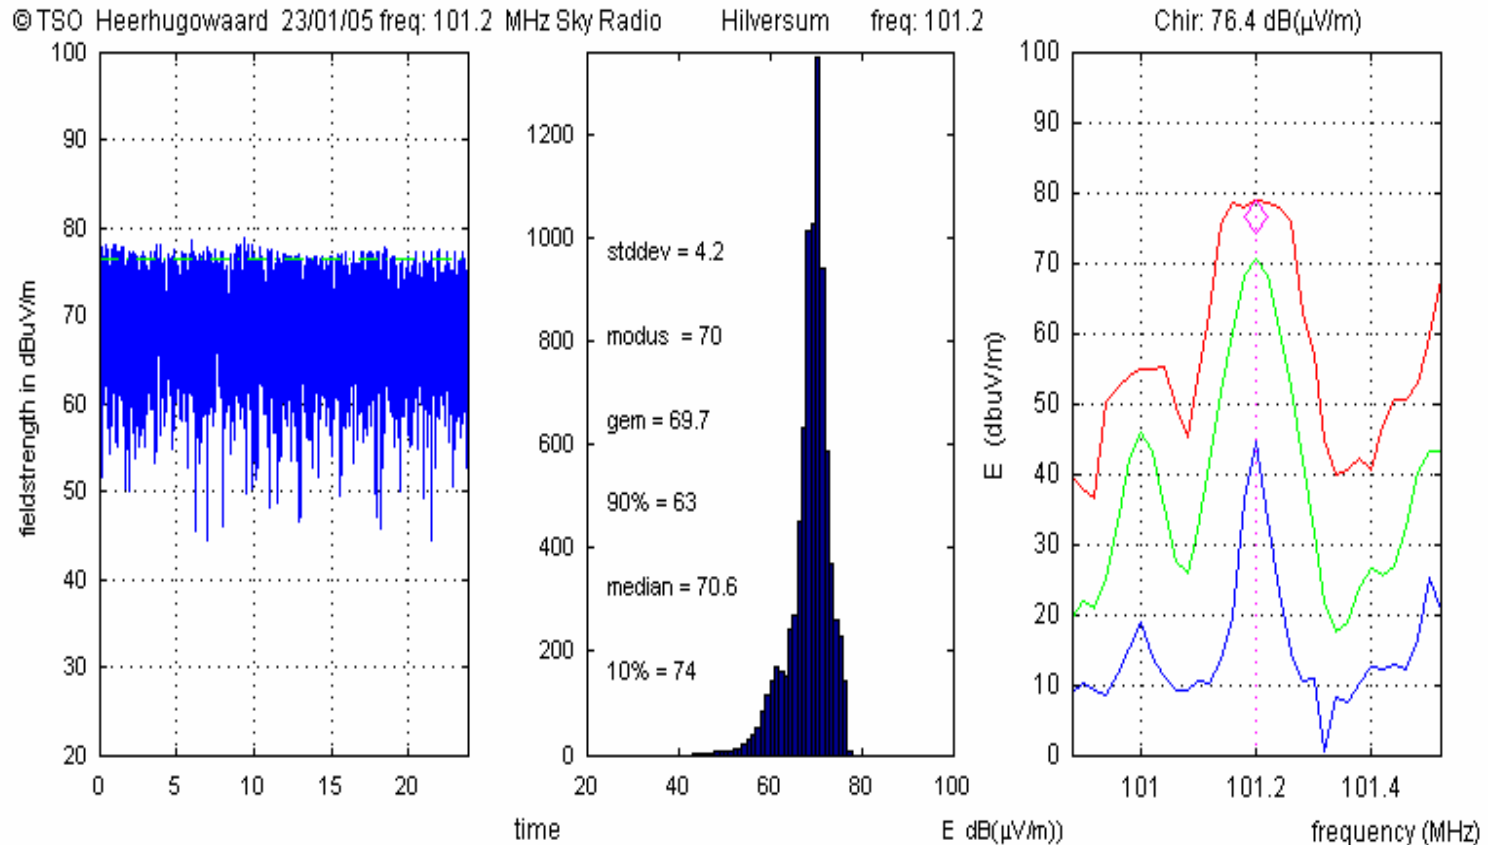 © TSO Heerhugowaard 23/01/05 freq: 101.2 MHz Sky Radio Hilversum freq: 101.2 Chir: 76.4 dB(µV/m)
fieldstrength in dBuV/m
100
90
80
70
60
50
40
30
20
0 5 10 15 20
time
1200
1000
800
600
400
200
0
stddev = 4.2
modus = 70
gem = 69.7
90% = 63
median = 70.6
10% = 74
20 40 60 80 100
E dB(µV/m))
E (dbuV/m)
100
90
80
70
60
50
40
30
20
10
0
101 101.2 101.4
frequency (MHz)